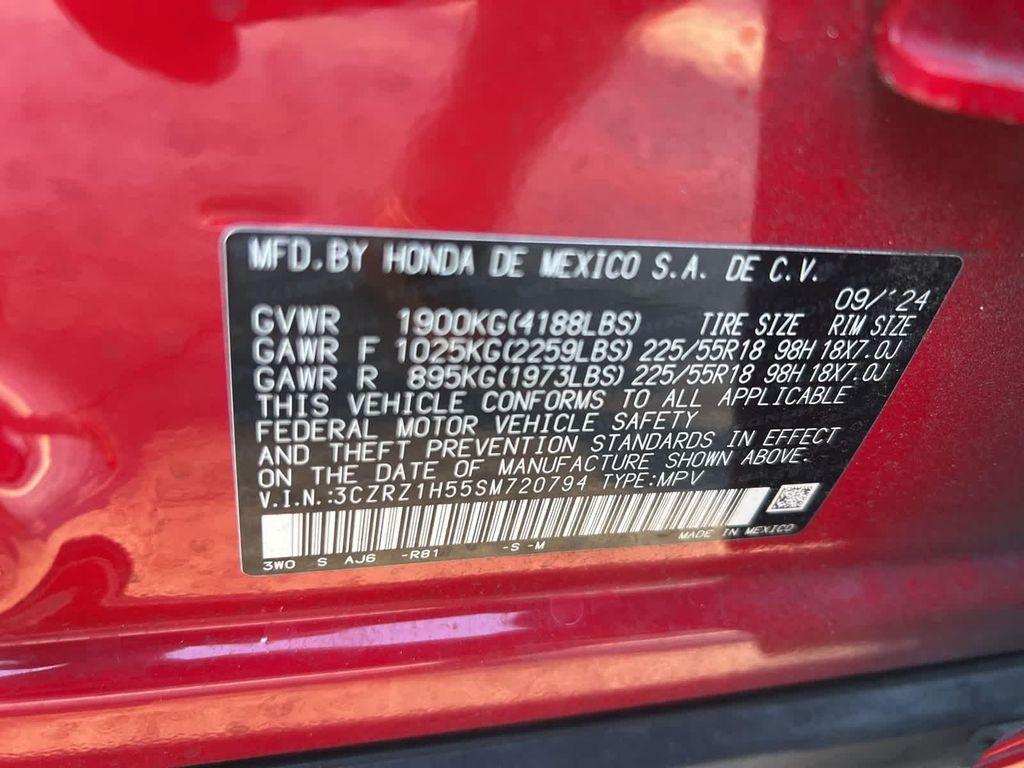 MFD.BY HONDA DE MEXICO S.A. DE C.V.
09/'24
GVWR 1900KG(4188LBS) TIRE SIZE RIM SIZE
GAWR F 1025KG(2259LBS) 225/55R18 98H 18X7.0J
GAWR R 895KG(1973LBS) 225/55R18 98H 18X7.0J
THIS VEHICLE CONFORMS TO ALL APPLICABLE
FEDERAL MOTOR VEHICLE SAFETY
AND THEFT PREVENTION STANDARDS IN EFFECT
ON THE DATE OF MANUFACTURE SHOWN ABOVE.
V.I.N.:3CZRZ1H55SM720794 TYPE:MPV
MADE IN MEXICO
3W0 S AJ6 -R81 -S -M